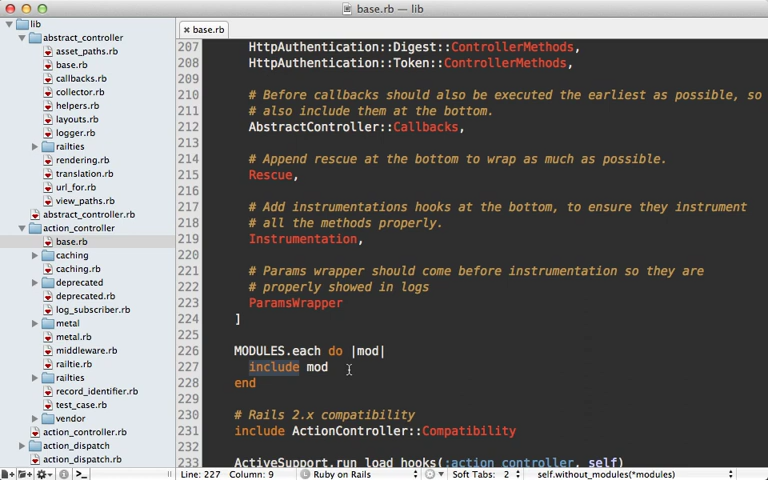 base.rb — lib
lib
abstract_controller
asset_paths.rb
base.rb
callbacks.rb
collector.rb
helpers.rb
layouts.rb
logger.rb
railties
rendering.rb
translation.rb
url_for.rb
view_paths.rb
abstract_controller.rb
action_controller
base.rb
caching
caching.rb
deprecated
deprecated.rb
log_subscriber.rb
metal
metal.rb
middleware.rb
railtie.rb
railties
record_identifier.rb
test_case.rb
vendor
action_controller.rb
action_dispatch
action_dispatch.rb
base.rb
207 HttpAuthentication::Digest::ControllerMethods,
208 HttpAuthentication::Token::ControllerMethods,
209
210 # Before callbacks should also be executed the earliest as possible, so
211 # also include them at the bottom.
212 AbstractController::Callbacks,
213
214 # Append rescue at the bottom to wrap as much as possible.
215 Rescue,
216
217 # Add instrumentations hooks at the bottom, to ensure they instrument
218 # all the methods properly.
219 Instrumentation,
220
221 # Params wrapper should come before instrumentation so they are
222 # properly showed in logs
223 ParamsWrapper
224 ]
225
226 MODULES.each do |mod|
227 include mod
228 end
229
230 # Rails 2.x compatibility
231 include ActionController::Compatibility
232
233 ActiveSupport.run_load_hooks(:action_controller, self)
Line: 227 Column: 9 Ruby on Rails Soft Tabs: 2 self.without_modules(*modules)